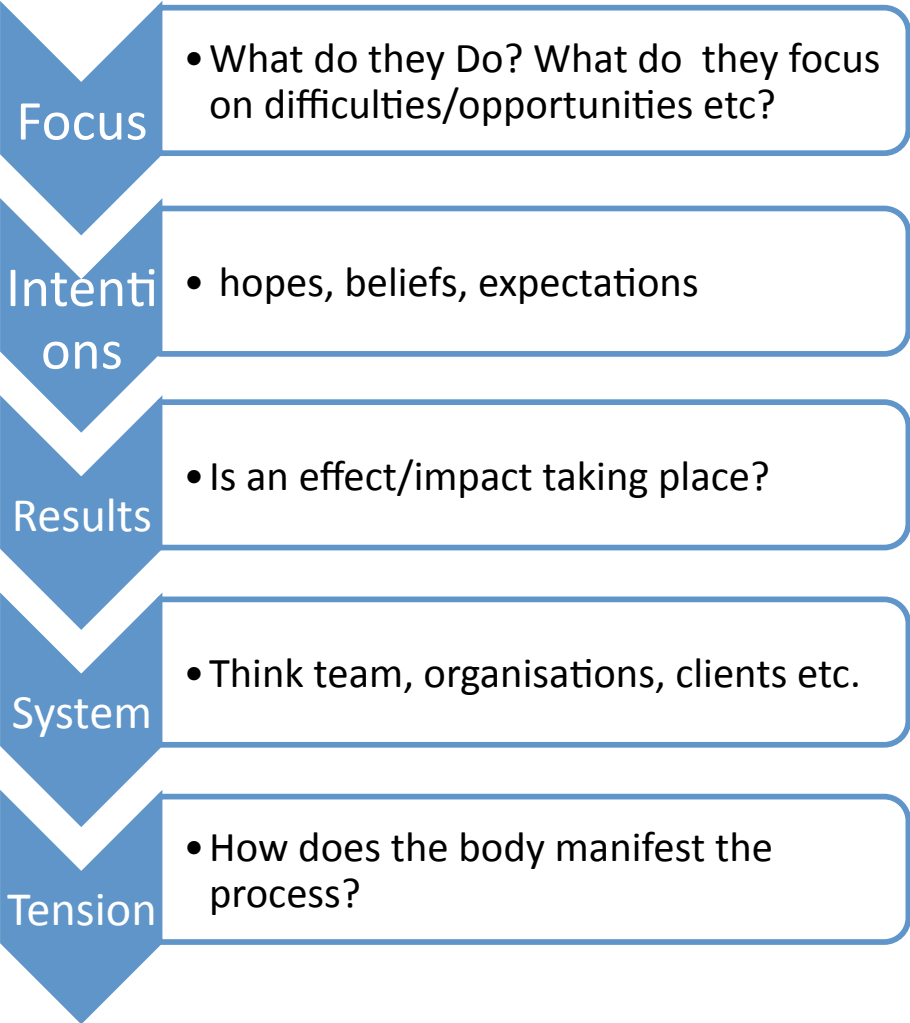 Focus
•What do they Do? What do  they focus
on difficulties/opportunities etc?
Intenti
ons
• hopes, beliefs, expectations
Results
•Is an effect/impact taking place?
System
•Think team, organisations, clients etc.
Tension
•How does the body manifest the
process?